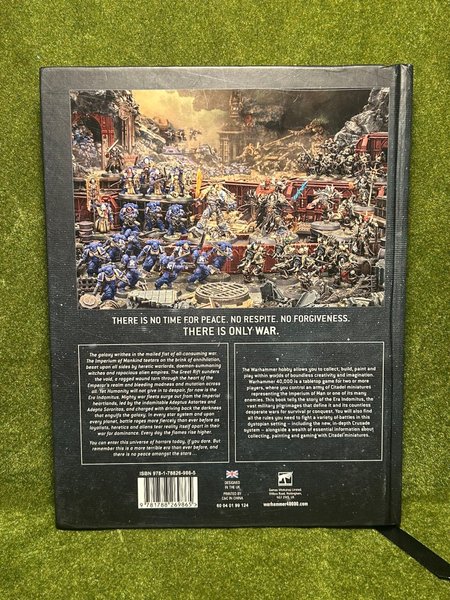 THERE IS NO TIME FOR PEACE. NO RESPITE. NO FORGIVENESS.
THERE IS ONLY WAR.
The galaxy writhes in the mailed fist of all-consuming war.
The Imperium of Mankind teeters on the brink of annihilation,
beset upon all sides by heretic warlords, daemon-summoning
witches and rapacious alien empires. The Great Rift sunders
the void, a ragged wound torn through the heart of the
Emperor's realm and bleeding madness and mutation across
all. Yet Humanity will not give in to despair, for now is the
Era Indomitus. Mighty war fleets surge out from the Imperial
heartlands, led by the indomitable Adeptus Astartes and
Adepta Sororitas, and charged with driving back the darkness
that engulfs the galaxy. In every star system and upon
every planet, battle rages more fiercely than ever before as
loyalists, heretics and aliens tear reality itself apart in their
war for dominance. Every day the flames rise higher.
You can enter this universe of horrors today, if you dare. But
remember this is a more terrible era than ever before, and
there is no peace amongst the stars...
The Warhammer hobby allows you to collect, build, paint and
play within worlds of boundless creativity and imagination.
Warhammer 40,000 is a tabletop game for two or more
players, where you can command an army of Citadel miniatures
representing the Imperium of Man or one of its many
enemies. This book tells the story of the Era Indomitus, the
vast military pilgrimages that define it and its countless
desperate wars for survival or conquest. You will also find
all the rules you need to fight a variety of battles in this
dystopian setting – including the new, in-depth Crusade
system – alongside a wealth of essential information about
collecting, painting and gaming with Citadel miniatures.
ISBN 978-1-78826-986-5
9 781788 269865
DESIGNED
IN THE UK
PRINTED BY
C&C IN CHINA
60 04 01 99 124
WARHAMMER
Games Workshop Limited,
Willow Road, Nottingham,
NG7 2WS, UK
warhammer40000.com